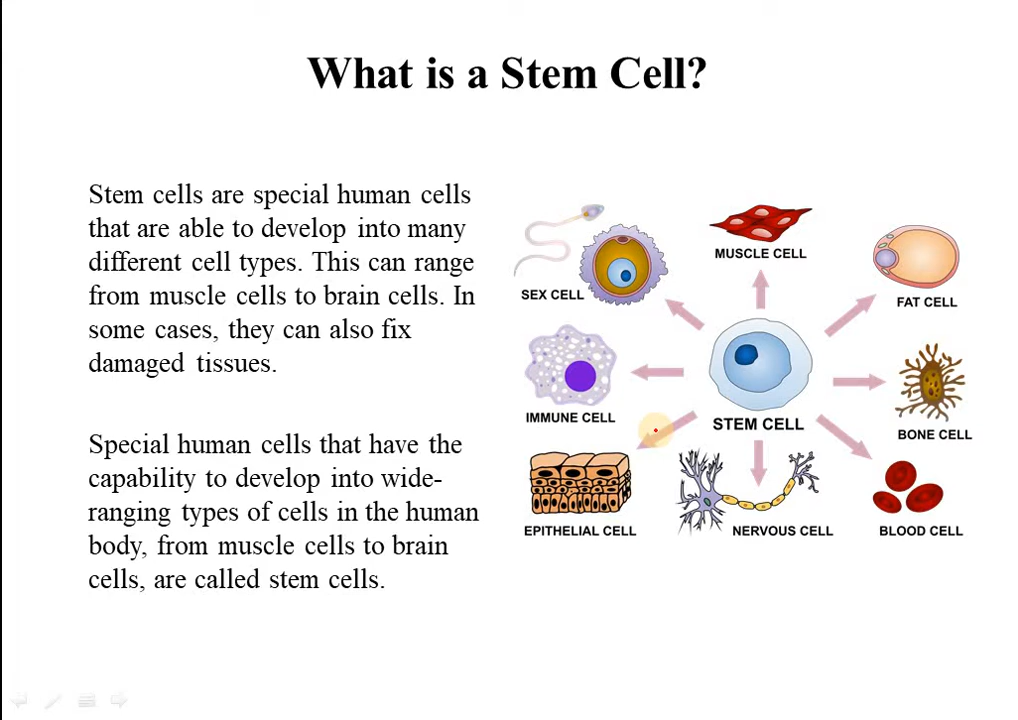 What is a Stem Cell?
Stem cells are special human cells
that are able to develop into many
different cell types. This can range
from muscle cells to brain cells. In
some cases, they can also fix
damaged tissues.
Special human cells that have the
capability to develop into wide-
ranging types of cells in the human
body, from muscle cells to brain
cells, are called stem cells.
MUSCLE CELL
SEX CELL
FAT CELL
IMMUNE CELL
STEM CELL
BONE CELL
EPITHELIAL CELL
NERVOUS CELL
BLOOD CELL